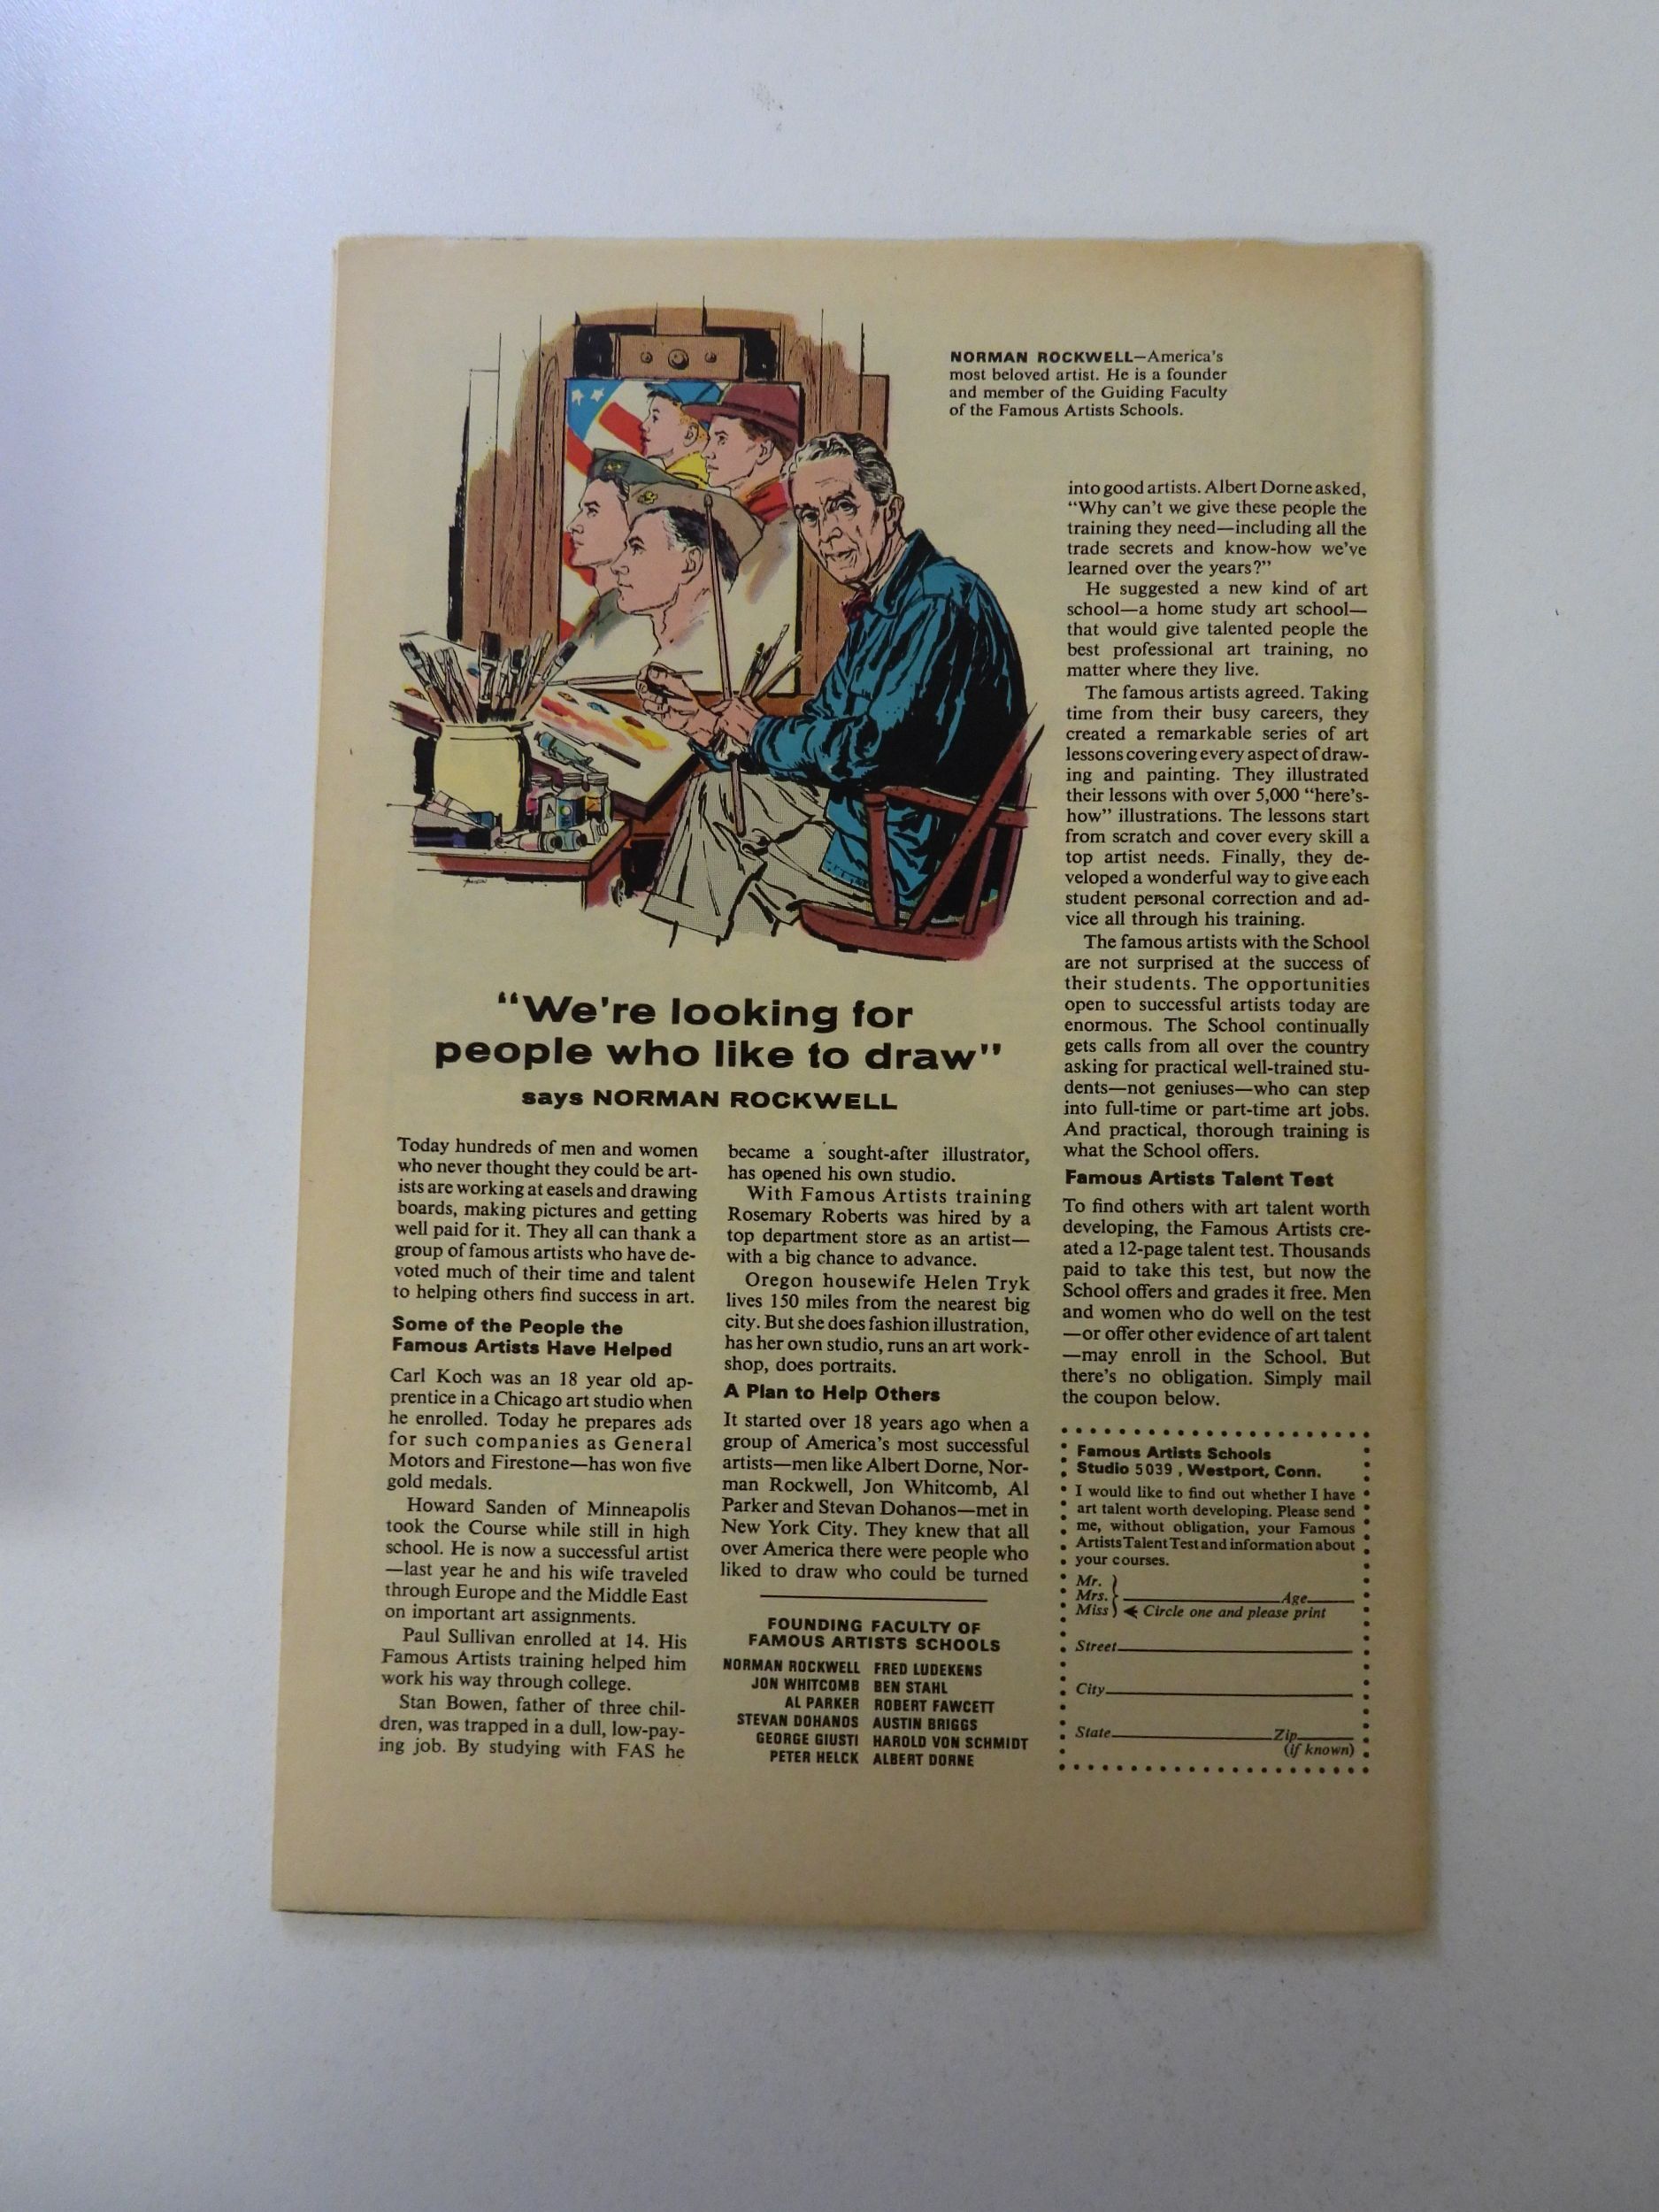 NORMAN ROCKWELL—America's
most beloved artist. He is a founder
and member of the Guiding Faculty
of the Famous Artists Schools.
"We're looking for
people who like to draw"
says NORMAN ROCKWELL
Today hundreds of men and women
who never thought they could be art-
ists are working at easels and drawing
boards, making pictures and getting
well paid for it. They all can thank a
group of famous artists who have de-
voted much of their time and talent
to helping others find success in art.
Some of the People the
Famous Artists Have Helped
Carl Koch was an 18 year old ap-
prentice in a Chicago art studio when
he enrolled. Today he prepares ads
for such companies as General
Motors and Firestone—has won five
gold medals.
Howard Sanden of Minneapolis
took the Course while still in high
school. He is now a successful artist
—last year he and his wife traveled
through Europe and the Middle East
on important art assignments.
Paul Sullivan enrolled at 14. His
Famous Artists training helped him
work his way through college.
Stan Bowen, father of three chil-
dren, was trapped in a dull, low-pay-
ing job. By studying with FAS he
became a sought-after illustrator,
has opened his own studio.
With Famous Artists training
Rosemary Roberts was hired by a
top department store as an artist—
with a big chance to advance.
Oregon housewife Helen Tryk
lives 150 miles from the nearest big
city. But she does fashion illustration,
has her own studio, runs an art work-
shop, does portraits.
A Plan to Help Others
It started over 18 years ago when a
group of America's most successful
artists—men like Albert Dorne, Nor-
man Rockwell, Jon Whitcomb, Al
Parker and Stevan Dohanos—met in
New York City. They knew that all
over America there were people who
liked to draw who could be turned
into good artists. Albert Dorne asked,
"Why can't we give these people the
training they need—including all the
trade secrets and know-how we've
learned over the years?"
He suggested a new kind of art
school—a home study art school—
that would give talented people the
best professional art training, no
matter where they live.
The famous artists agreed. Taking
time from their busy careers, they
created a remarkable series of art
lessons covering every aspect of draw-
ing and painting. They illustrated
their lessons with over 5,000 "here's-
how" illustrations. The lessons start
from scratch and cover every skill a
top artist needs. Finally, they de-
veloped a wonderful way to give each
student personal correction and ad-
vice all through his training.
The famous artists with the School
are not surprised at the success of
their students. The opportunities
open to successful artists today are
enormous. The School continually
gets calls from all over the country
asking for practical well-trained stu-
dents—not geniuses—who can step
into full-time or part-time art jobs.
And practical, thorough training is
what the School offers.
Famous Artists Talent Test
To find others with art talent worth
developing, the Famous Artists cre-
ated a 12-page talent test. Thousands
paid to take this test, but now the
School offers and grades it free. Men
and women who do well on the test
—or offer other evidence of art talent
—may enroll in the School. But
there's no obligation. Simply mail
the coupon below.
FOUNDING FACULTY OF
FAMOUS ARTISTS SCHOOLS
NORMAN ROCKWELL FRED LUDEKENS
JON WHITCOMB BEN STAHL
AL PARKER ROBERT FAWCETT
STEVAN DOHANOS AUSTIN BRIGGS
GEORGE GIUSTI HAROLD VON SCHMIDT
PETER HELCK ALBERT DORNE
Famous Artists Schools
Studio 5039, Westport, Conn.
I would like to find out whether I have
art talent worth developing. Please send
me, without obligation, your Famous
Artists Talent Test and information about
your courses.
Mr.
Mrs. Age
Miss Circle one and please print
Street
City
State Zip
(if known)